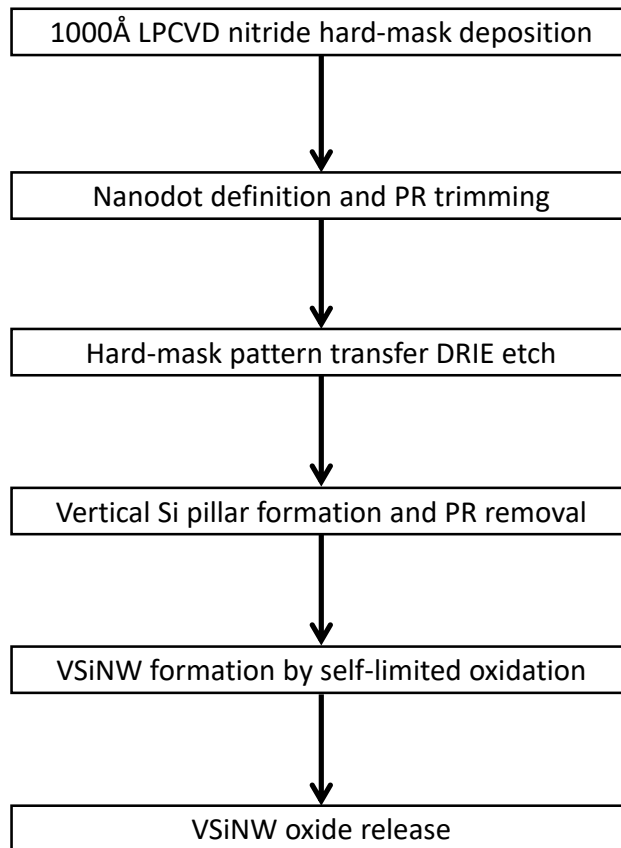 1000Å LPCVD nitride hard-mask deposition
Nanodot definition and PR trimming
Hard-mask pattern transfer DRIE etch
Vertical Si pillar formation and PR removal
VSiNW formation by self-limited oxidation
VSiNW oxide release